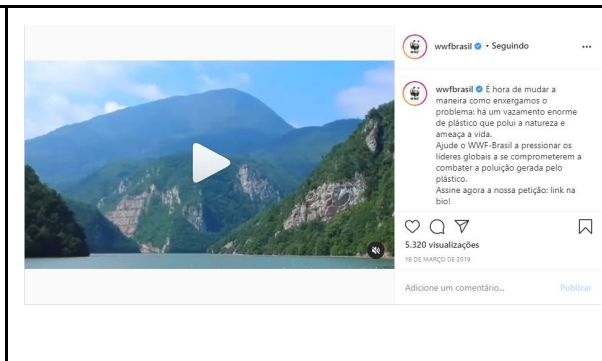 wwfbrasil • Seguindo
wwfbrasil É hora de mudar a
maneira como enxergamos o
problema: há um vazamento enorme
de plástico que polui a natureza e
ameaça a vida.
Ajude o WWF-Brasil a pressionar os
líderes globais a se comprometerem a
combater a poluição gerada pelo
plástico.
Assine agora a nossa petição: link na
bio!
5.320 visualizações
18 DE MARÇO DE 2019
Adicione um comentário... Publicar